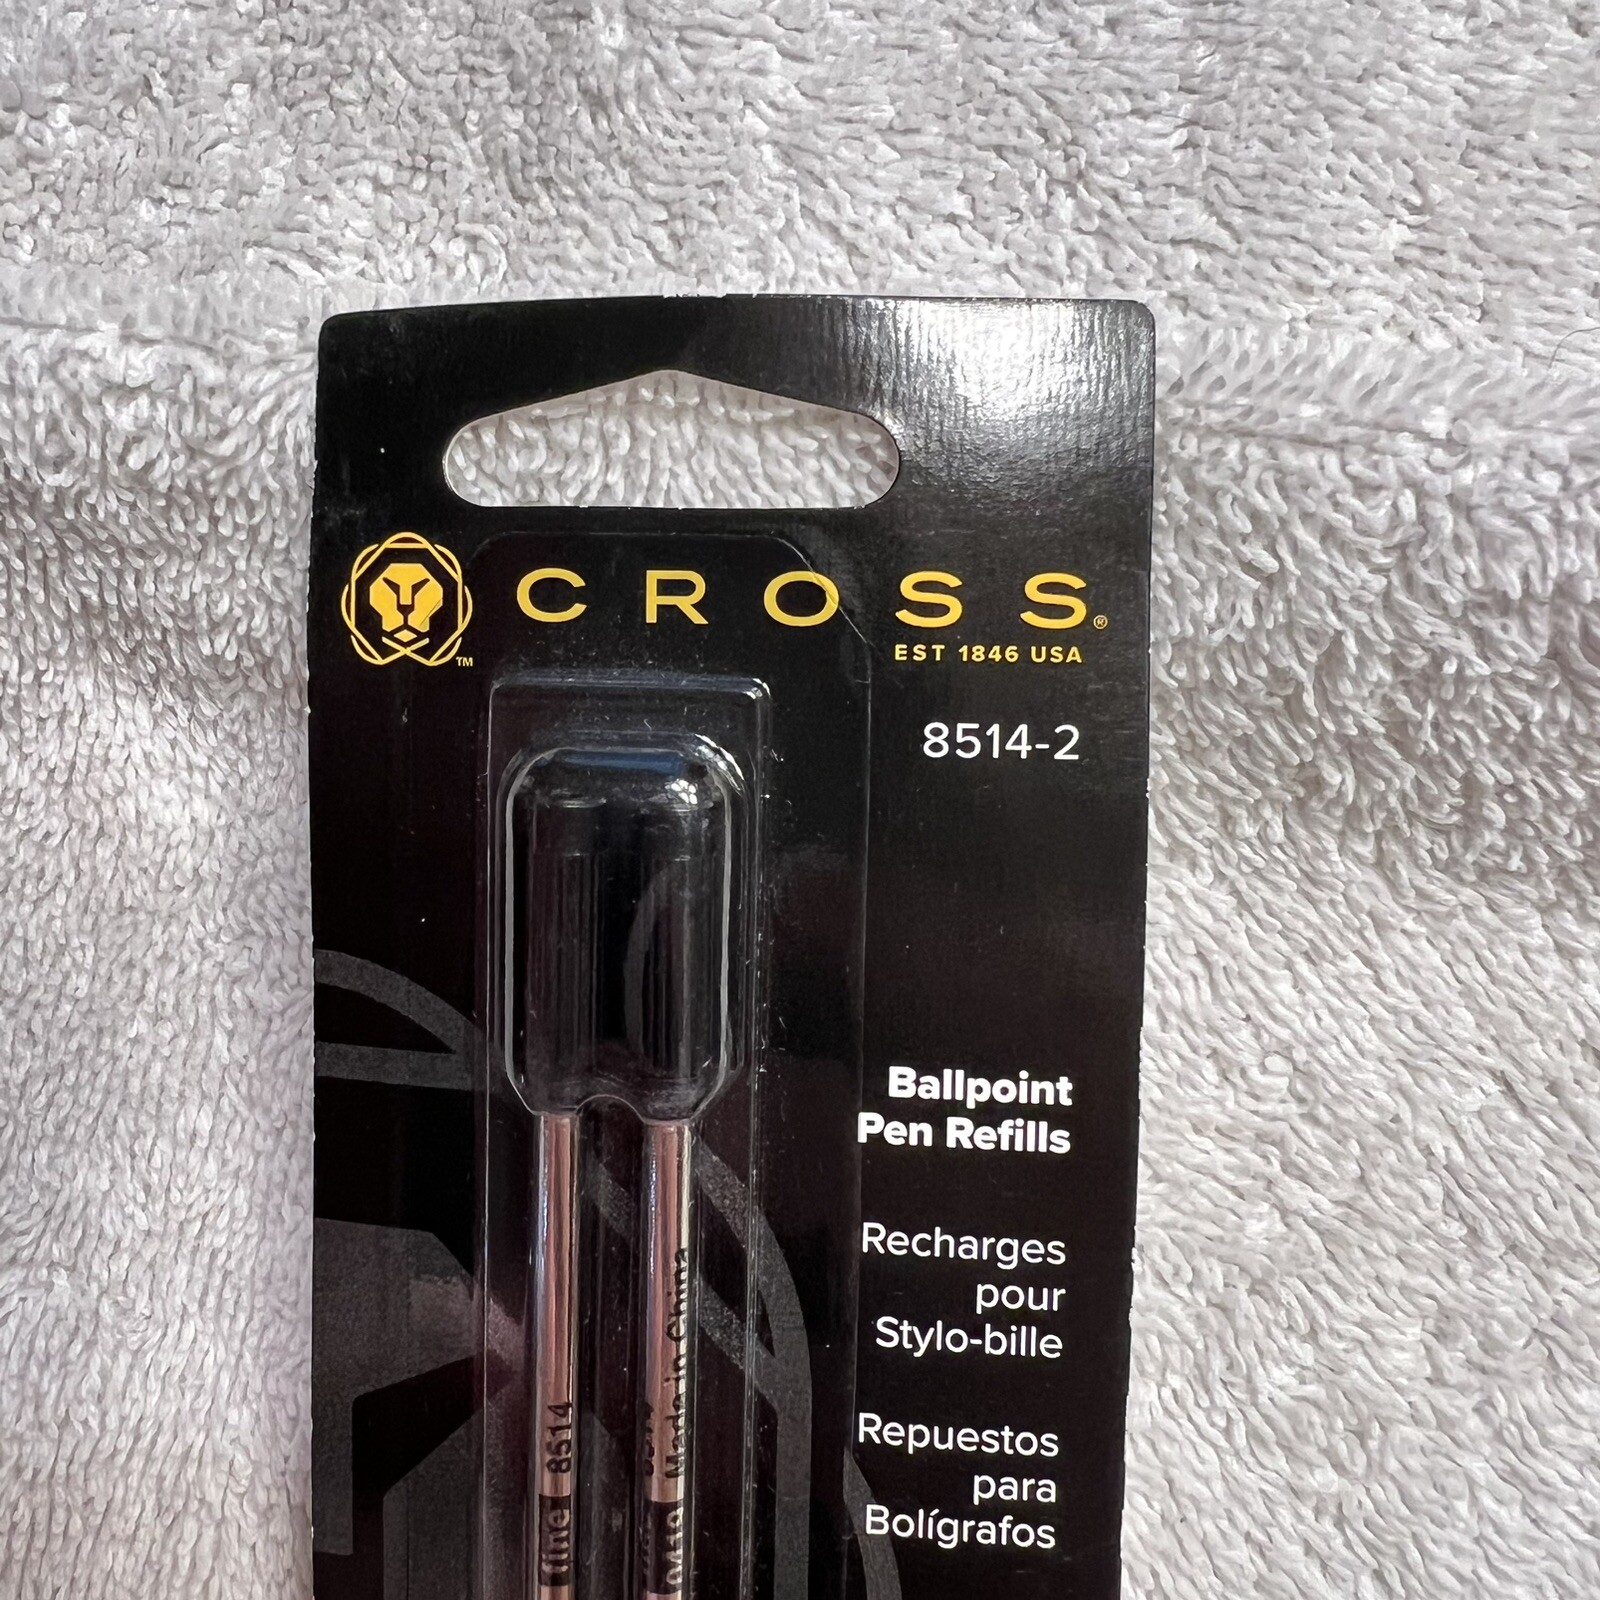 CROSS®
TM
EST 1846 USA
8514-2
Ballpoint
Pen Refills
Recharges
pour
Stylo-bille
Repuestos
para
Bolígrafos
fine 8514
Made in China